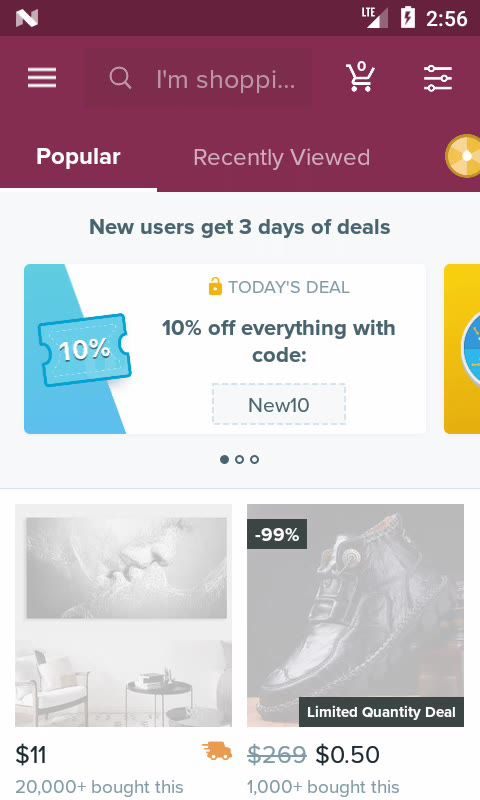 LTE 2:56
I'm shoppi... 0
Popular Recently Viewed
New users get 3 days of deals
TODAY'S DEAL
10% off everything with
code:
10%
New10
-99%
Limited Quantity Deal
$11 $269 $0.50
20,000+ bought this 1,000+ bought this